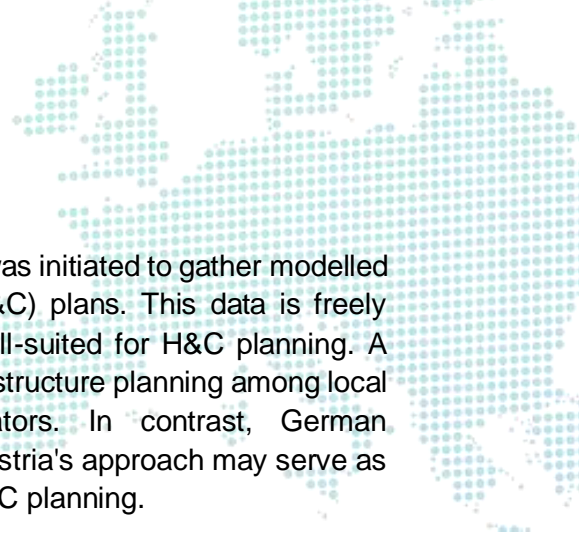 was initiated to gather modelled
&C) plans. This data is freely
ll-suited for H&C planning. A
structure planning among local
ators. In contrast, German
stria's approach may serve as
C planning.